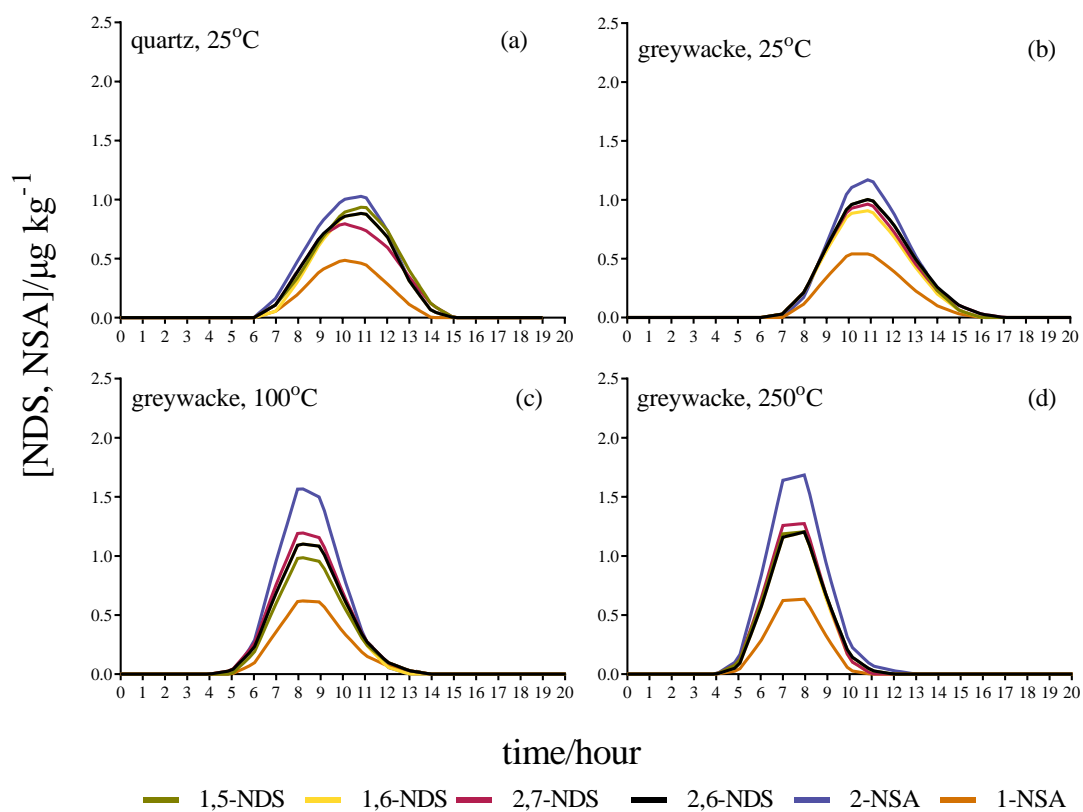 [NDS, NSA]/µg kg⁻¹
quartz, 25°C (a)
2.5
2.0
1.5
1.0
0.5
0.0
0 1 2 3 4 5 6 7 8 9 10 11 12 13 14 15 16 17 18 19 20
greywacke, 25°C (b)
2.5
2.0
1.5
1.0
0.5
0.0
0 1 2 3 4 5 6 7 8 9 10 11 12 13 14 15 16 17 18 19 20
greywacke, 100°C (c)
2.5
2.0
1.5
1.0
0.5
0.0
0 1 2 3 4 5 6 7 8 9 10 11 12 13 14 15 16 17 18 19 20
greywacke, 250°C (d)
2.5
2.0
1.5
1.0
0.5
0.0
0 1 2 3 4 5 6 7 8 9 10 11 12 13 14 15 16 17 18 19 20
time/hour
1,5-NDS 1,6-NDS 2,7-NDS 2,6-NDS 2-NSA 1-NSA